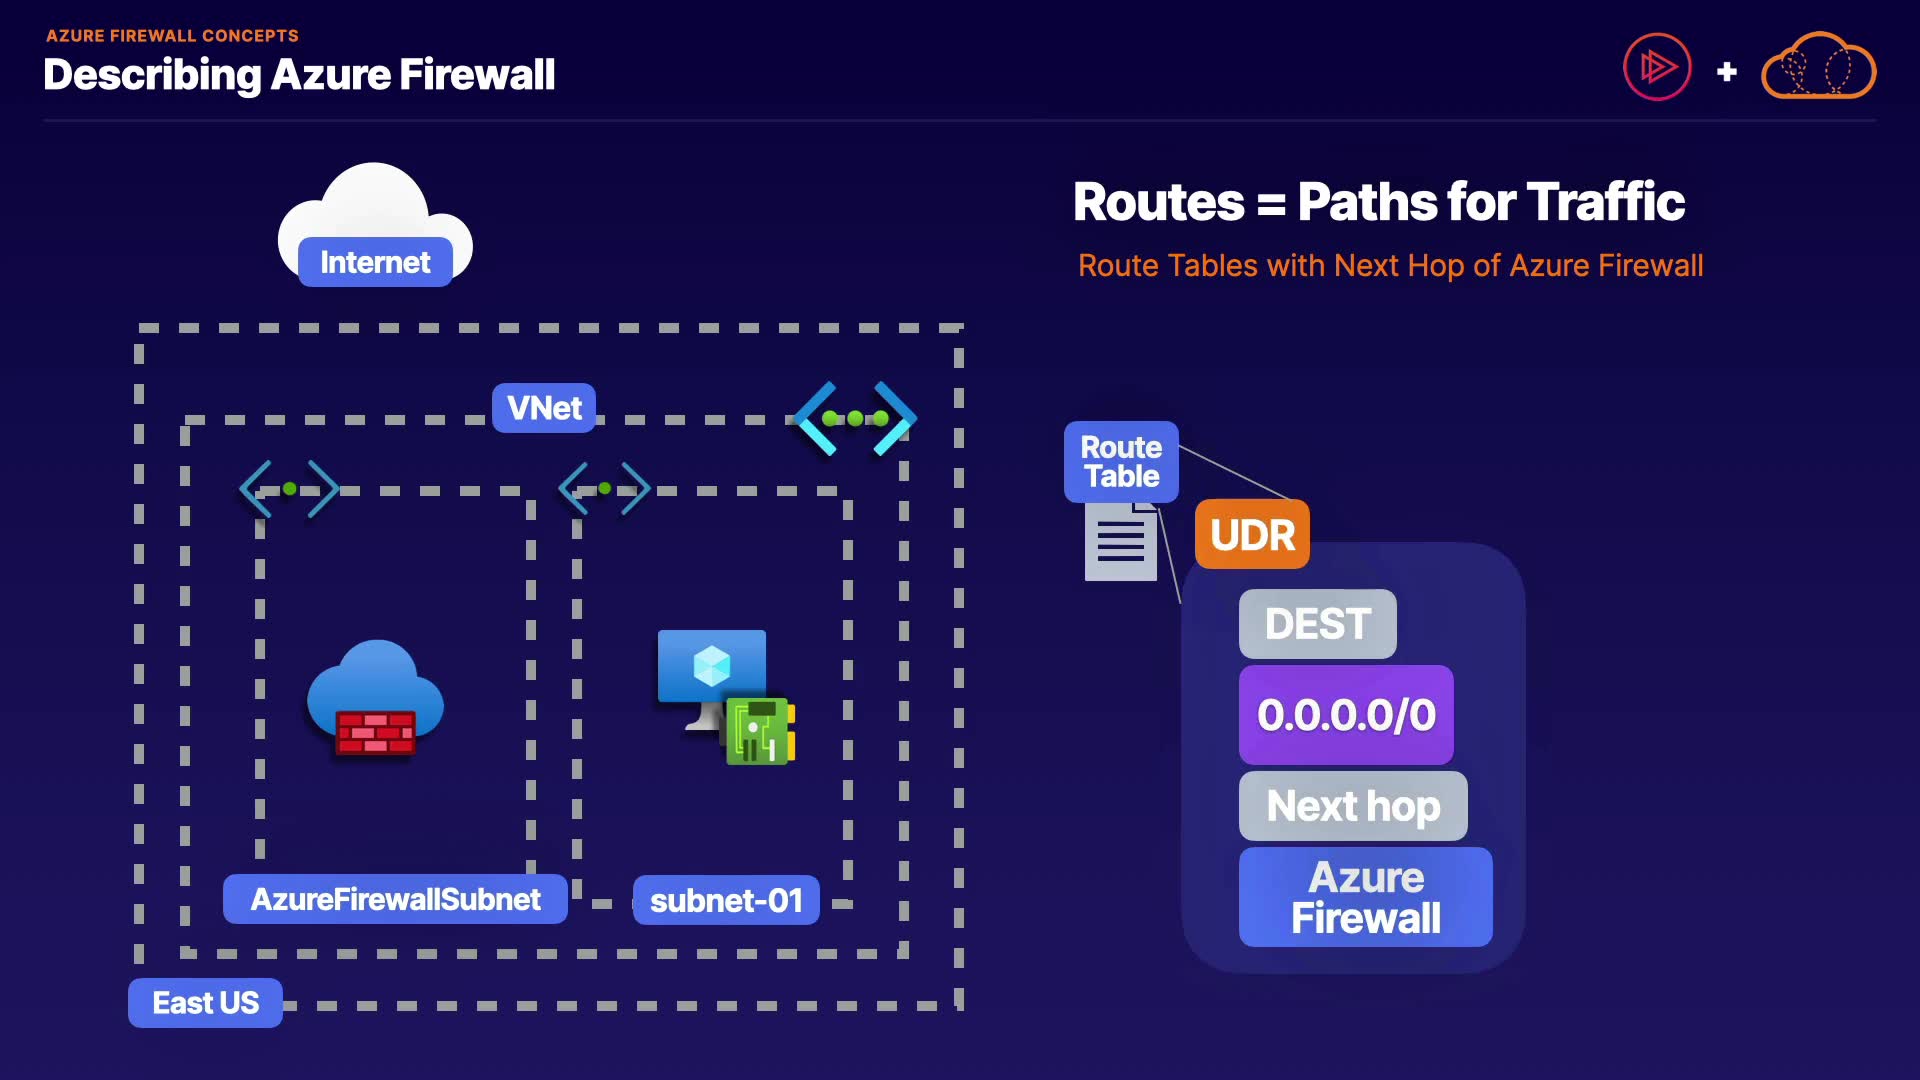 AZURE FIREWALL CONCEPTS
Describing Azure Firewall
+
Internet
Routes = Paths for Traffic
Route Tables with Next Hop of Azure Firewall
VNet
Route
Table
UDR
DEST
0.0.0.0/0
Next hop
Azure
Firewall
AzureFirewallSubnet
subnet-01
East US